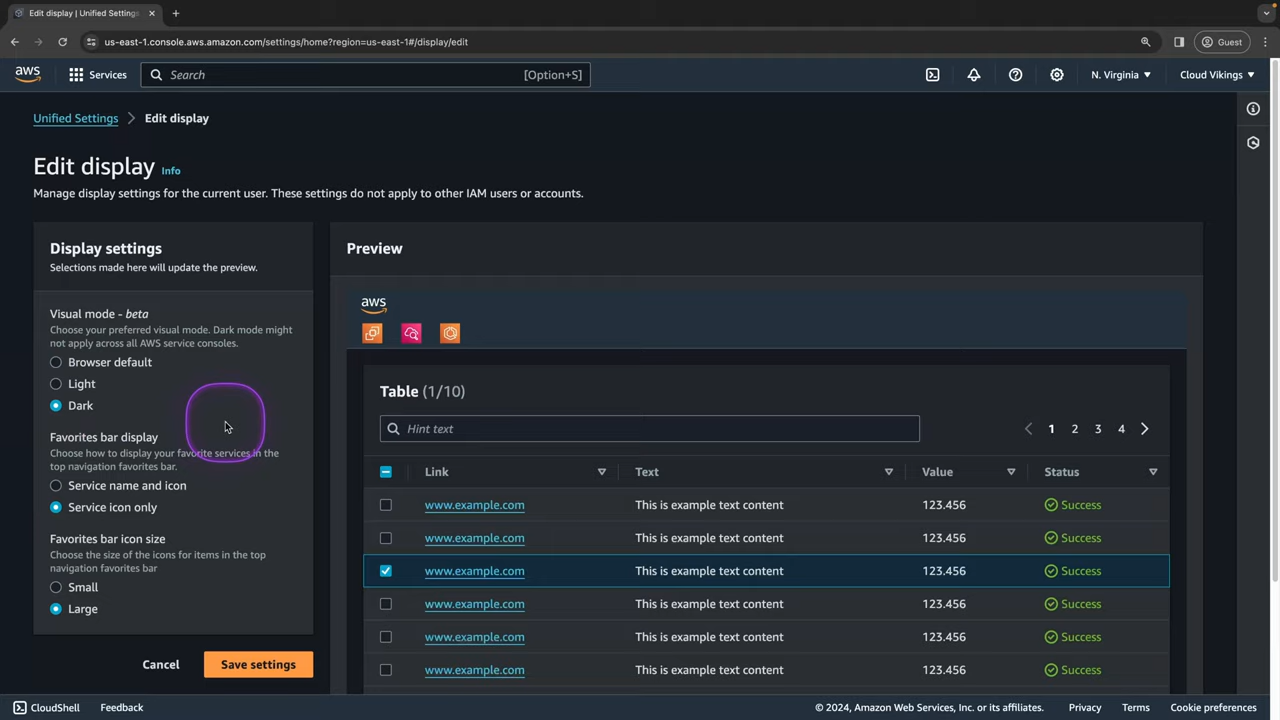 Edit display | Unified Settings
us-east-1.console.aws.amazon.com/settings/home?region=us-east-1#/display/edit
Guest
aws
Services
Search
[Option+S]
N. Virginia
Cloud Vikings
Unified Settings
Edit display
Edit display
Info
Manage display settings for the current user. These settings do not apply to other IAM users or accounts.
Display settings
Selections made here will update the preview.
Visual mode - beta
Choose your preferred visual mode. Dark mode might
not apply across all AWS service consoles.
Browser default
Light
Dark
Favorites bar display
Choose how to display your favorite services in the
top navigation favorites bar.
Service name and icon
Service icon only
Favorites bar icon size
Choose the size of the icons for items in the top
navigation favorites bar
Small
Large
Cancel
Save settings
Preview
aws
Table (1/10)
Hint text
1 2 3 4
Link Text Value Status
www.example.com This is example text content 123.456 Success
www.example.com This is example text content 123.456 Success
www.example.com This is example text content 123.456 Success
www.example.com This is example text content 123.456 Success
www.example.com This is example text content 123.456 Success
www.example.com This is example text content 123.456 Success
CloudShell
Feedback
© 2024, Amazon Web Services, Inc. or its affiliates.
Privacy
Terms
Cookie preferences